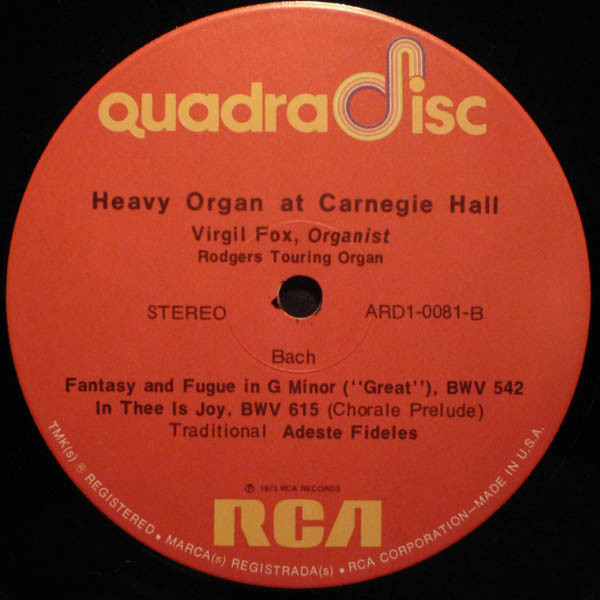 quadradisc
Heavy Organ at Carnegie Hall
Virgil Fox, Organist
Rodgers Touring Organ
STEREO ARD1-0081-B
Bach
Fantasy and Fugue in G Minor ("Great"), BWV 542
In Thee Is Joy, BWV 615 (Chorale Prelude)
Traditional Adeste Fideles
℗ 1973 RCA RECORDS
RCA
TMK(s) ® REGISTERED • MARCA(s) REGISTRADA(s) • RCA CORPORATION—MADE IN U.S.A.